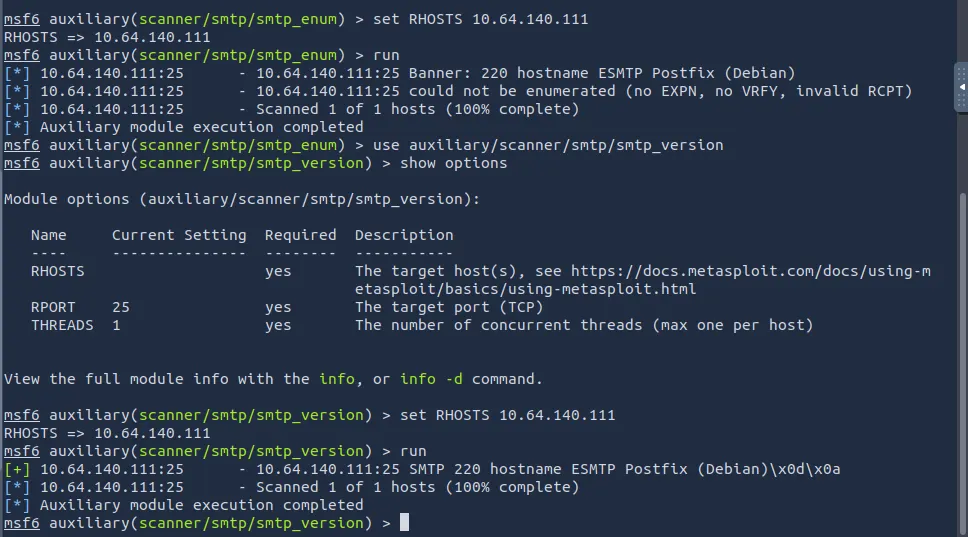 msf6 auxiliary(scanner/smtp/smtp_enum) > set RHOSTS 10.64.140.111
RHOSTS => 10.64.140.111
msf6 auxiliary(scanner/smtp/smtp_enum) > run
[*] 10.64.140.111:25      - 10.64.140.111:25 Banner: 220 hostname ESMTP Postfix (Debian)
[*] 10.64.140.111:25      - 10.64.140.111:25 could not be enumerated (no EXPN, no VRFY, invalid RCPT)
[*] 10.64.140.111:25      - Scanned 1 of 1 hosts (100% complete)
[*] Auxiliary module execution completed
msf6 auxiliary(scanner/smtp/smtp_enum) > use auxiliary/scanner/smtp/smtp_version
msf6 auxiliary(scanner/smtp/smtp_version) > show options

Module options (auxiliary/scanner/smtp/smtp_version):

   Name     Current Setting  Required  Description
   ----     ---------------  --------  -----------
   RHOSTS                    yes       The target host(s), see https://docs.metasploit.com/docs/using-m
                                       etasploit/basics/using-metasploit.html
   RPORT    25               yes       The target port (TCP)
   THREADS  1                yes       The number of concurrent threads (max one per host)


View the full module info with the info, or info -d command.

msf6 auxiliary(scanner/smtp/smtp_version) > set RHOSTS 10.64.140.111
RHOSTS => 10.64.140.111
msf6 auxiliary(scanner/smtp/smtp_version) > run
[+] 10.64.140.111:25      - 10.64.140.111:25 SMTP 220 hostname ESMTP Postfix (Debian)\x0d\x0a
[*] 10.64.140.111:25      - Scanned 1 of 1 hosts (100% complete)
[*] Auxiliary module execution completed
msf6 auxiliary(scanner/smtp/smtp_version) >